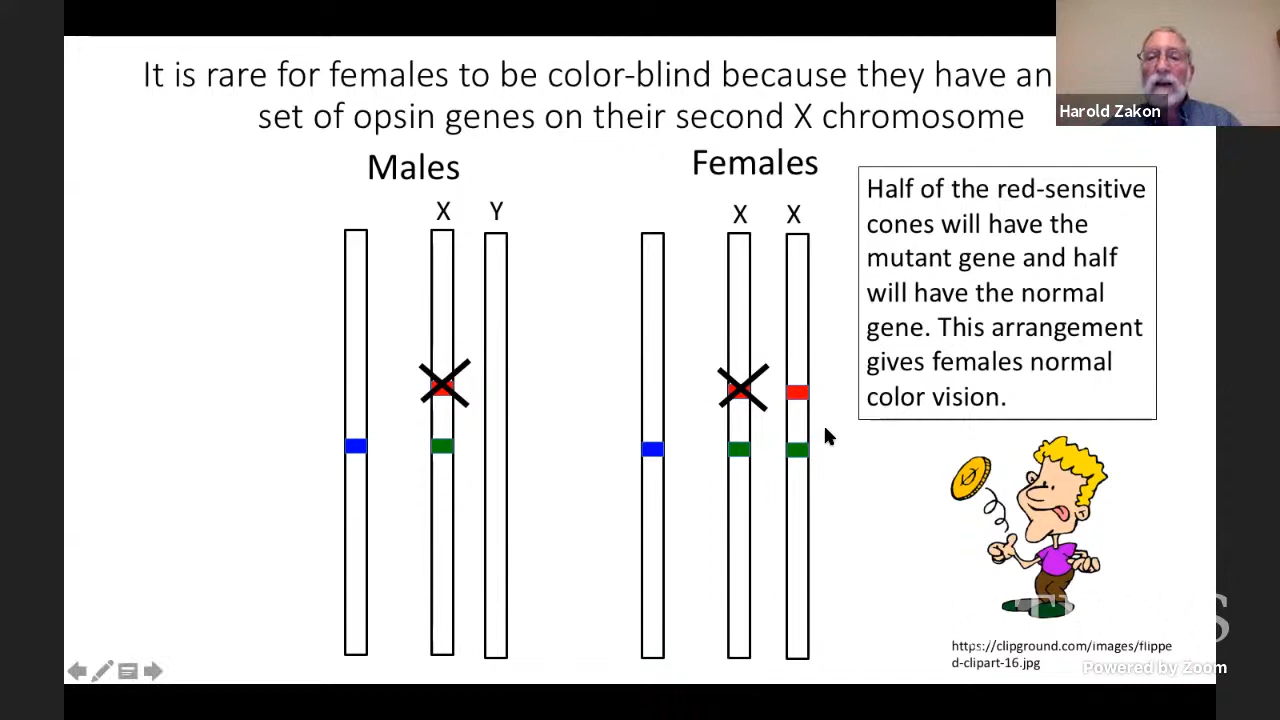 It is rare for females to be color-blind because they have an
set of opsin genes on their second X chromosome
Harold Zakon
Males
Females
X Y
X X
Half of the red-sensitive
cones will have the
mutant gene and half
will have the normal
gene. This arrangement
gives females normal
color vision.
https://clipground.com/images/flippe
d-clipart-16.jpg
Powered by Zoom